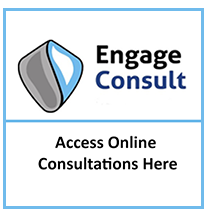 Engage
Consult
Access Online
Consultations Here